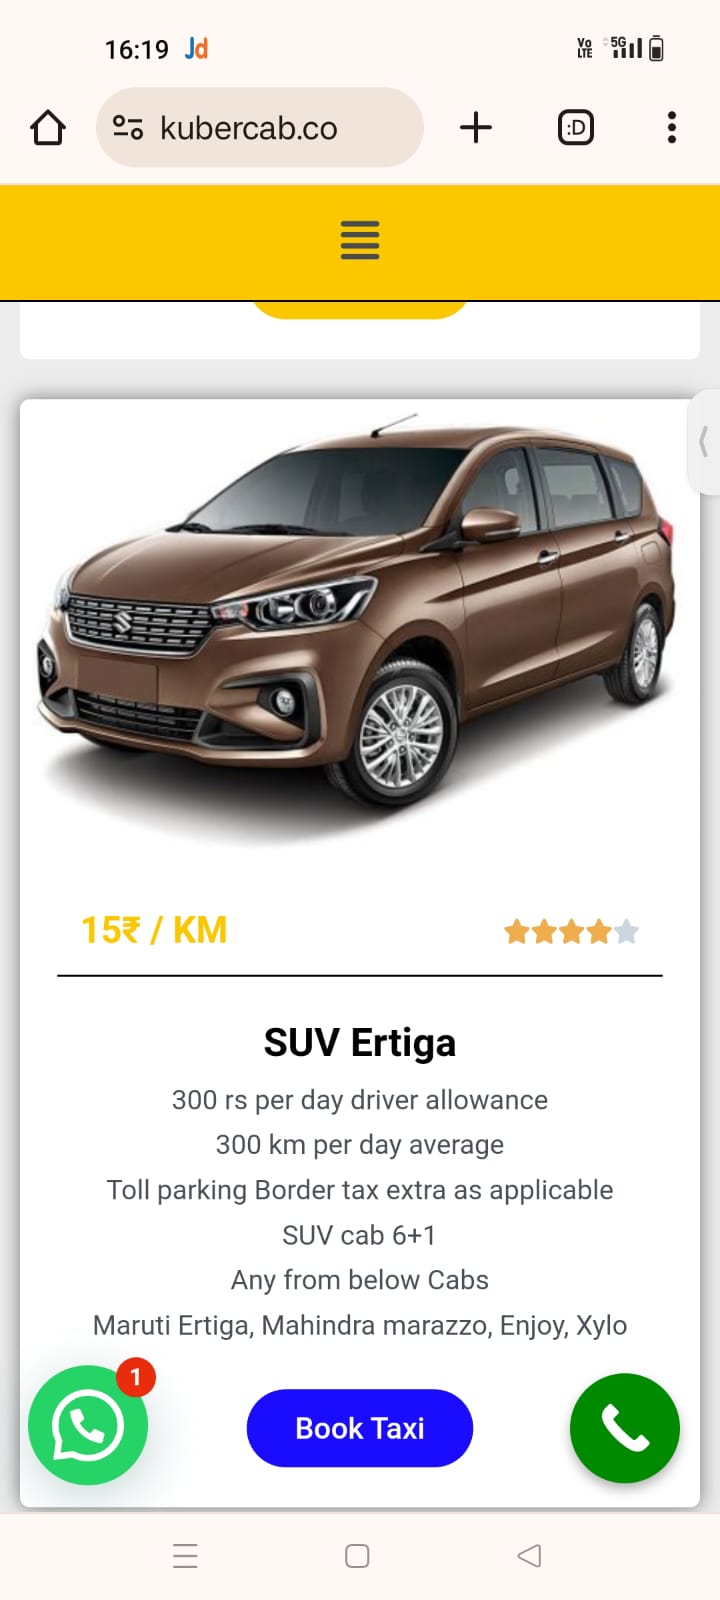 16:19 Jd
Vo LTE 5G
kubercab.co
:D
15₹ / KM
SUV Ertiga
300 rs per day driver allowance
300 km per day average
Toll parking Border tax extra as applicable
SUV cab 6+1
Any from below Cabs
Maruti Ertiga, Mahindra marazzo, Enjoy, Xylo
1
Book Taxi